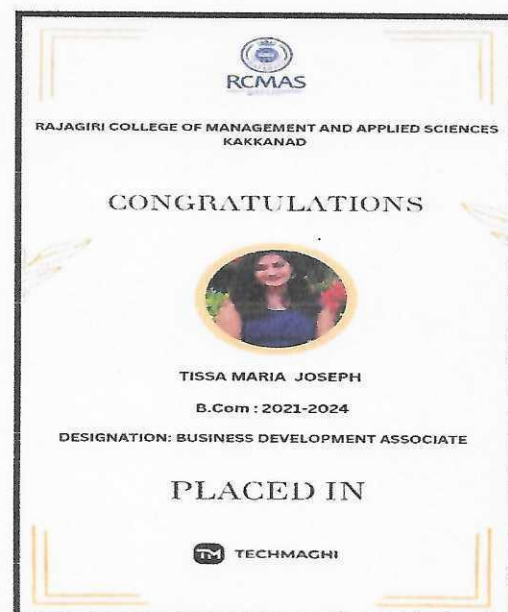 RCMAS
RAJAGIRI COLLEGE OF MANAGEMENT AND APPLIED SCIENCES
KAKKANAD
CONGRATULATIONS
TISSA MARIA JOSEPH
B.Com : 2021-2024
DESIGNATION: BUSINESS DEVELOPMENT ASSOCIATE
PLACED IN
TM TECHMAGHI